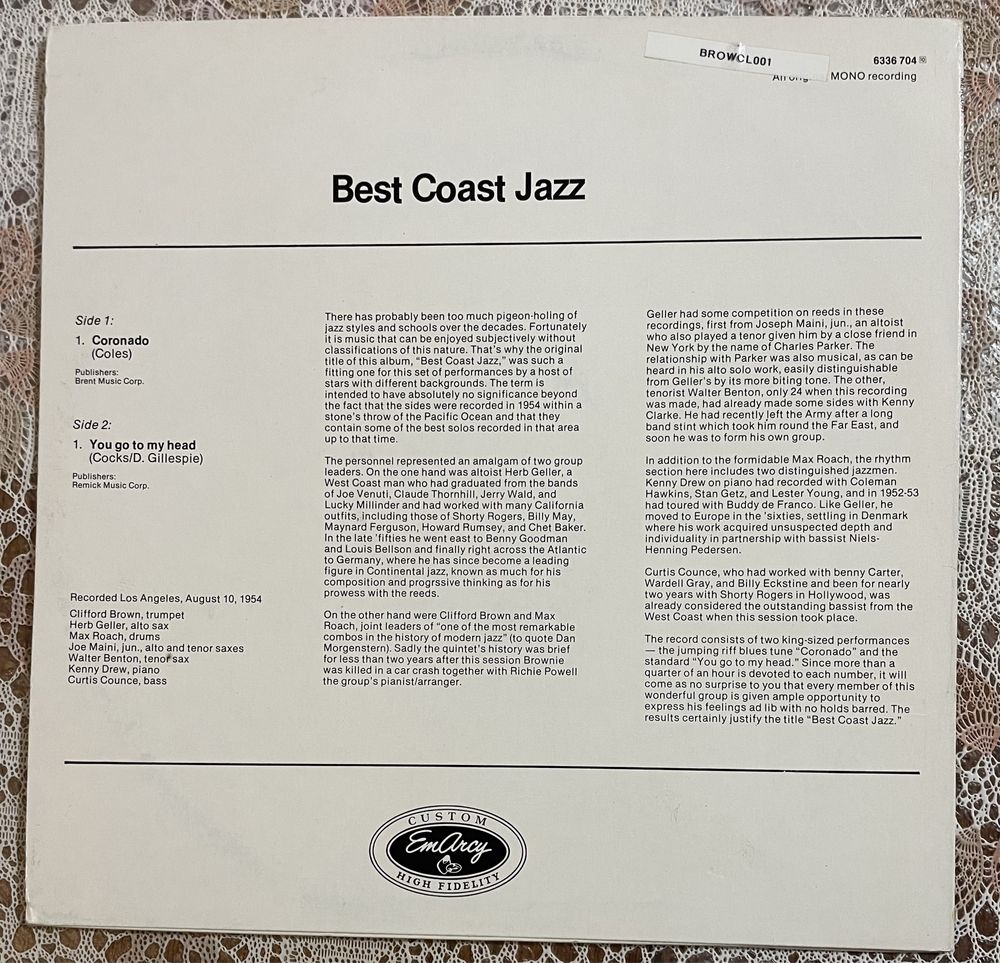 BROWCL001
6336 704
MONO recording
Best Coast Jazz
Side 1:
1. Coronado
(Coles)
Publishers:
Brent Music Corp.
Side 2:
1. You go to my head
(Cocks/D. Gillespie)
Publishers:
Remick Music Corp.
Recorded Los Angeles, August 10, 1954
Clifford Brown, trumpet
Herb Geller, alto sax
Max Roach, drums
Joe Maini, jun., alto and tenor saxes
Walter Benton, tenor sax
Kenny Drew, piano
Curtis Counce, bass
There has probably been too much pigeon-holing of
jazz styles and schools over the decades. Fortunately
it is music that can be enjoyed subjectively without
classifications of this nature. That's why the original
title of this album, “Best Coast Jazz,” was such a
fitting one for this set of performances by a host of
stars with different backgrounds. The term is
intended to have absolutely no significance beyond
the fact that the sides were recorded in 1954 within a
stone's throw of the Pacific Ocean and that they
contain some of the best solos recorded in that area
up to that time.
The personnel represented an amalgam of two group
leaders. On the one hand was altoist Herb Geller, a
West Coast man who had graduated from the bands
of Joe Venuti, Claude Thornhill, Jerry Wald, and
Lucky Millinder and had worked with many California
outfits, including those of Shorty Rogers, Billy May,
Maynard Ferguson, Howard Rumsey, and Chet Baker.
In the late 'fifties he went east to Benny Goodman
and Louis Bellson and finally right across the Atlantic
to Germany, where he has since become a leading
figure in Continental jazz, known as much for his
composition and progrssive thinking as for his
prowess with the reeds.
On the other hand were Clifford Brown and Max
Roach, joint leaders of “one of the most remarkable
combos in the history of modern jazz” (to quote Dan
Morgenstern). Sadly the quintet's history was brief
for less than two years after this session Brownie
was killed in a car crash together with Richie Powell
the group's pianist/arranger.
Geller had some competition on reeds in these
recordings, first from Joseph Maini, jun., an altoist
who also played a tenor given him by a close friend in
New York by the name of Charles Parker. The
relationship with Parker was also musical, as can be
heard in his alto solo work, easily distinguishable
from Geller's by its more biting tone. The other,
tenorist Walter Benton, only 24 when this recording
was made, had already made some sides with Kenny
Clarke. He had recently left the Army after a long
band stint which took him round the Far East, and
soon he was to form his own group.
In addition to the formidable Max Roach, the rhythm
section here includes two distinguished jazzmen.
Kenny Drew on piano had recorded with Coleman
Hawkins, Stan Getz, and Lester Young, and in 1952-53
had toured with Buddy de Franco. Like Geller, he
moved to Europe in the 'sixties, settling in Denmark
where his work acquired unsuspected depth and
individuality in partnership with bassist Niels-
Henning Pedersen.
Curtis Counce, who had worked with benny Carter,
Wardell Gray, and Billy Eckstine and been for nearly
two years with Shorty Rogers in Hollywood, was
already considered the outstanding bassist from the
West Coast when this session took place.
The record consists of two king-sized performances
— the jumping riff blues tune “Coronado” and the
standard “You go to my head.” Since more than a
quarter of an hour is devoted to each number, it will
come as no surprise to you that every member of this
wonderful group is given ample opportunity to
express his feelings ad lib with no holds barred. The
results certainly justify the title “Best Coast Jazz.”
CUSTOM
EmArcy
HIGH FIDELITY